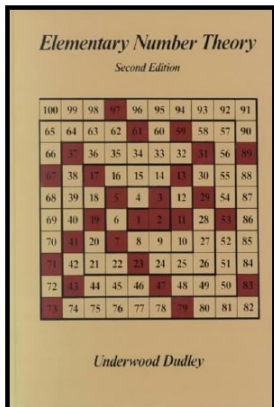 Elementary Number Theory
Second Edition
100 99 98 97 96 95 94 93 92 91
65 64 63 62 61 60 59 58 57 90
66 37 36 35 34 33 32 31 56 89
67 38 17 16 15 14 13 30 55 88
68 39 18 5 4 3 12 29 54 87
69 40 19 6 1 2 11 28 53 86
70 41 20 7 8 9 10 27 52 85
71 42 21 22 23 24 25 26 51 84
72 43 44 45 46 47 48 49 50 83
73 74 75 76 77 78 79 80 81 82
Underwood Dudley